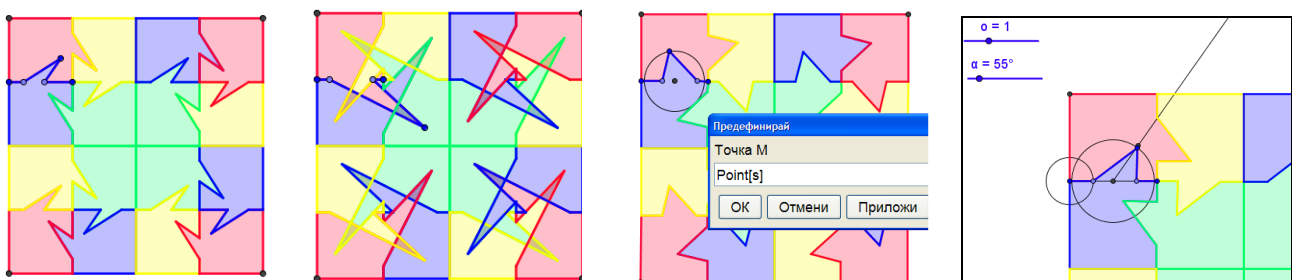 Предефинирай
Точка M
Point[s]
OK Отмени Приложи
o = 1
α = 55°